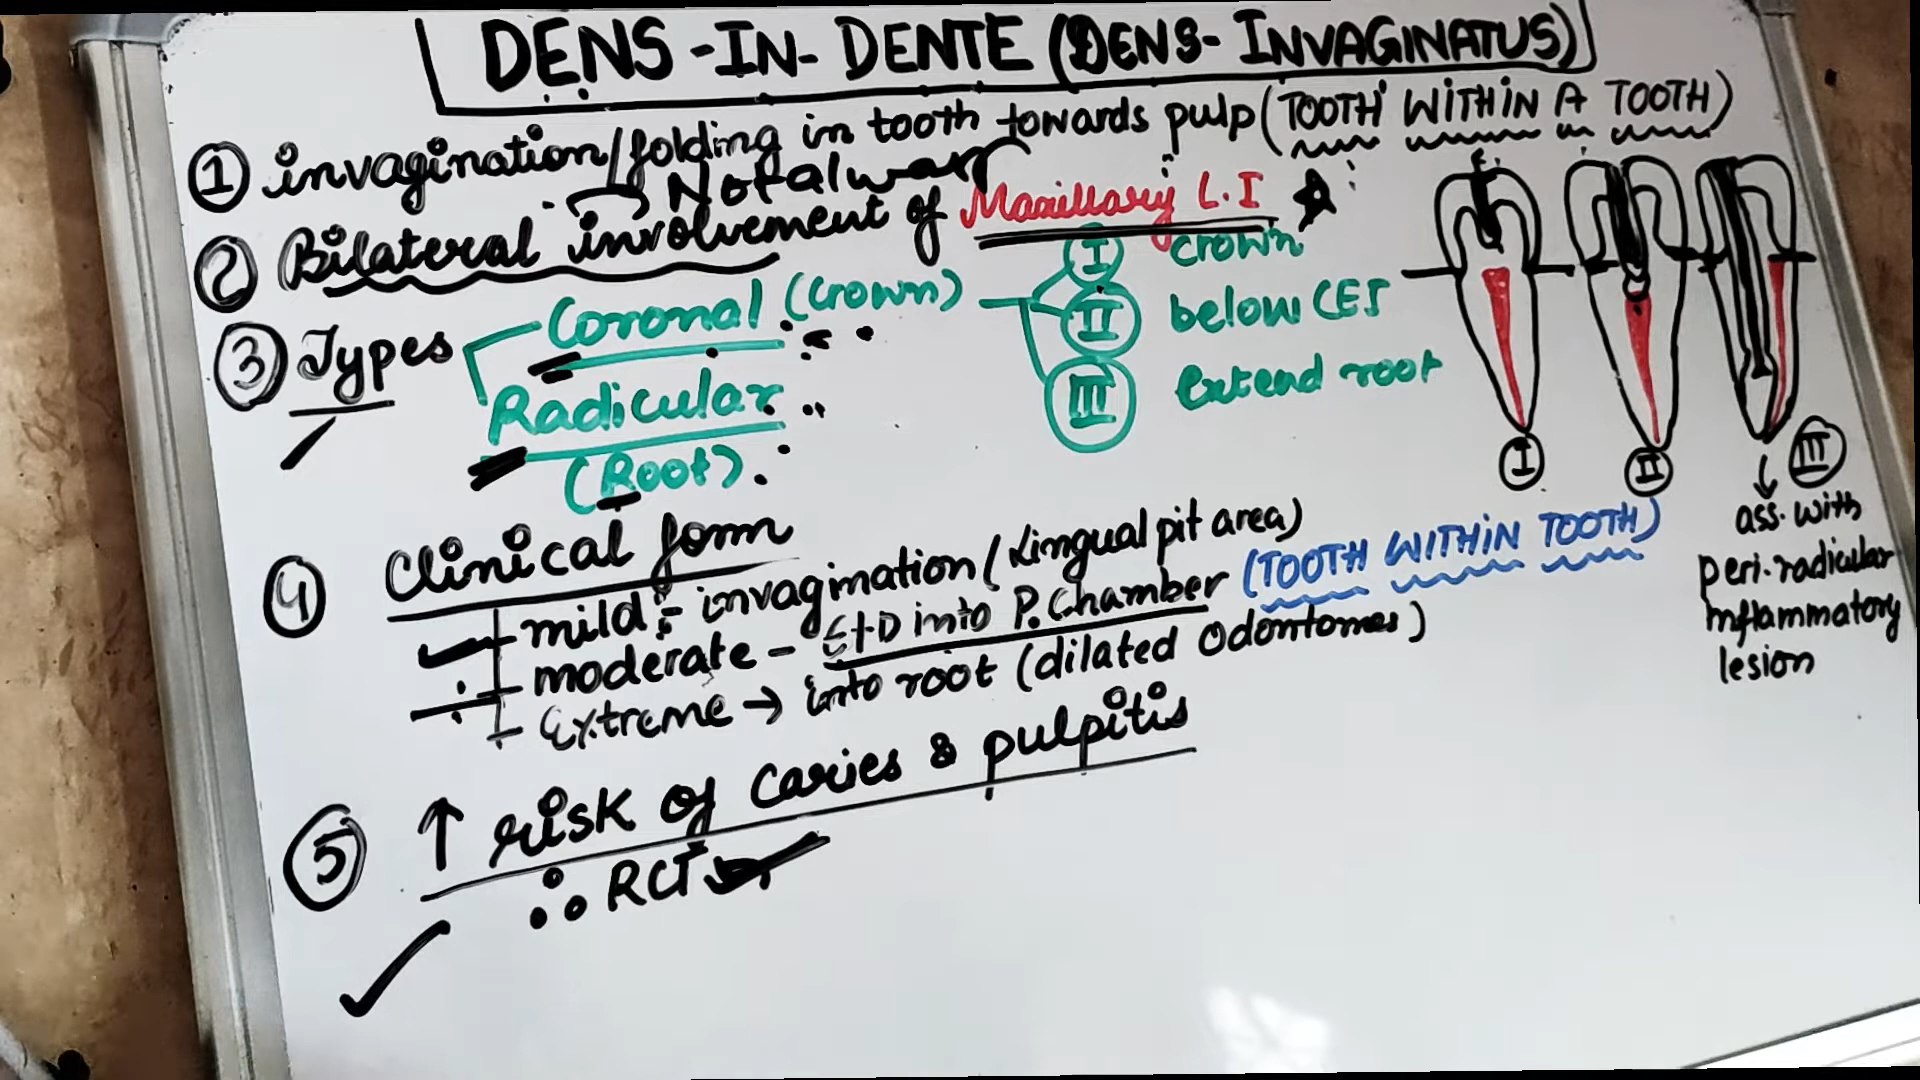 DENS-IN-DENTE (DENS-INVAGINATUS)
① invagination/folding in tooth towards pulp (TOOTH WITHIN A TOOTH)
Not always
② Bilateral involvement of Maxillary L.I
③ Types
Coronal (Crown)
Radicular
(Root)
I crown
II below CEJ
III Extend root
I
II
III
ass. with
peri-radicular
inflammatory
lesion
④ Clinical form
mild :- invagination (Lingual pit area)
moderate - EtD into P. Chamber (TOOTH WITHIN TOOTH)
Extreme → into root (dilated Odontomes)
⑤ ↑ risk of Caries & pulpitis
∴ RCT